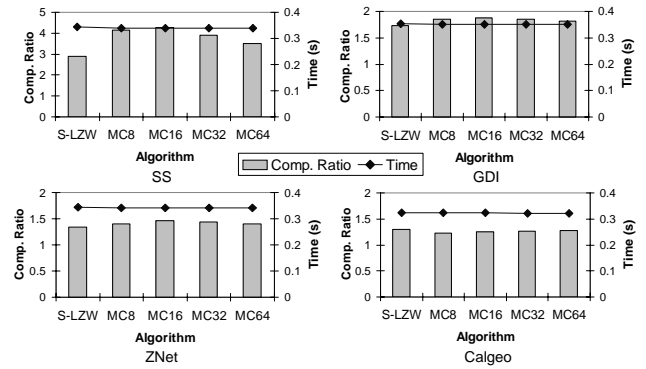 5
4
3
2
1
0
Comp. Ratio
0.4
0.3
0.2
0.1
0
Time (s)
S-LZW MC8 MC16 MC32 MC64
Algorithm
SS
2
1.5
1
0.5
0
Comp. Ratio
0.4
0.3
0.2
0.1
0
Time (s)
S-LZW MC8 MC16 MC32 MC64
Algorithm
GDI
Comp. Ratio Time
2
1.5
1
0.5
0
Comp. Ratio
0.4
0.3
0.2
0.1
0
Time (s)
S-LZW MC8 MC16 MC32 MC64
Algorithm
ZNet
2
1.5
1
0.5
0
Comp. Ratio
0.4
0.3
0.2
0.1
0
Time (s)
S-LZW MC8 MC16 MC32 MC64
Algorithm
Calgeo